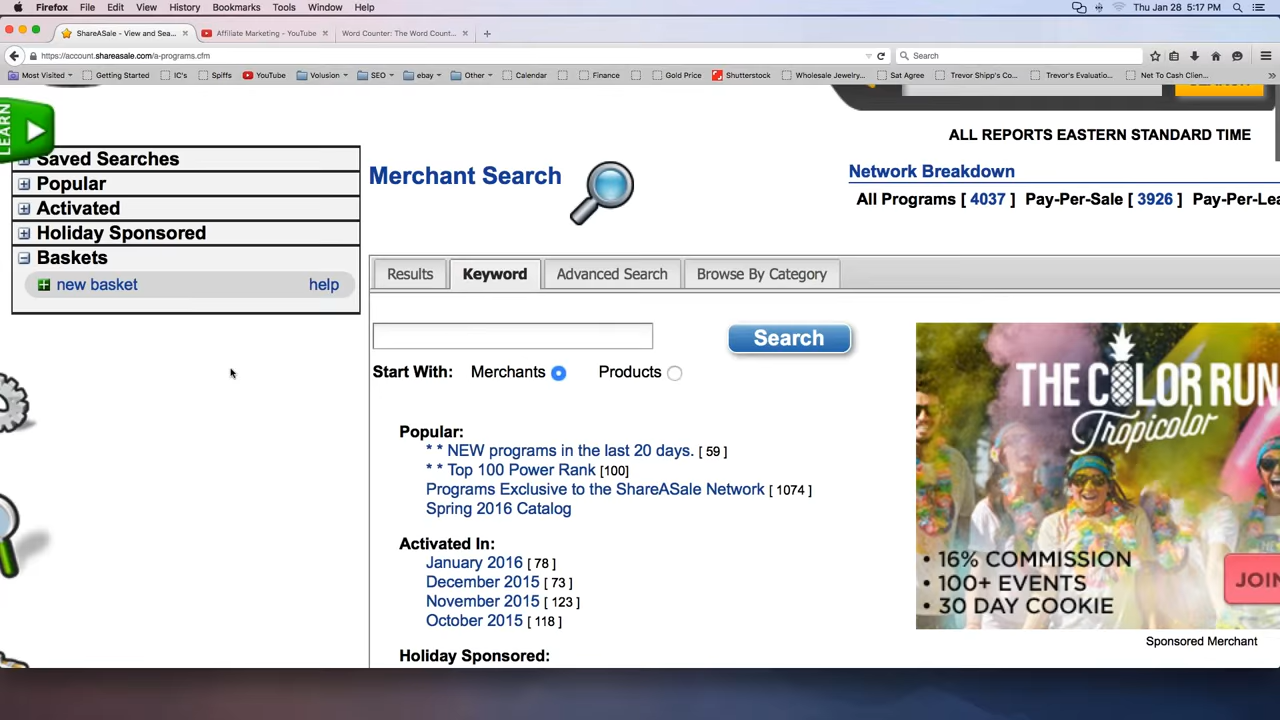 Firefox File Edit View History Bookmarks Tools Window Help Thu Jan 28 5:17 PM
ShareASale - View and Sea... Affiliate Marketing - YouTube Word Counter: The Word Count...
https://account.shareasale.com/a-programs.cfm Search
Most Visited Getting Started IC's Spiffs YouTube Volusion SEO ebay Other Calendar Finance Gold Price Shutterstock Wholesale Jewelry... Sat Agree Trevor Shipp's Co... Trevor's Evaluatio... Net To Cash Clien...
LEARN
ALL REPORTS EASTERN STANDARD TIME
Saved Searches
Popular
Activated
Holiday Sponsored
Baskets
new basket help
Merchant Search
Network Breakdown
All Programs [ 4037 ] Pay-Per-Sale [ 3926 ] Pay-Per-Lea
Results Keyword Advanced Search Browse By Category
Search
Start With: Merchants Products
Popular:
* * NEW programs in the last 20 days. [ 59 ]
* * Top 100 Power Rank [100]
Programs Exclusive to the ShareASale Network [ 1074 ]
Spring 2016 Catalog
Activated In:
January 2016 [ 78 ]
December 2015 [ 73 ]
November 2015 [ 123 ]
October 2015 [ 118 ]
Holiday Sponsored:
THE COLOR RUN
Tropicolor
• 16% COMMISSION
• 100+ EVENTS
• 30 DAY COOKIE
JOIN
Sponsored Merchant